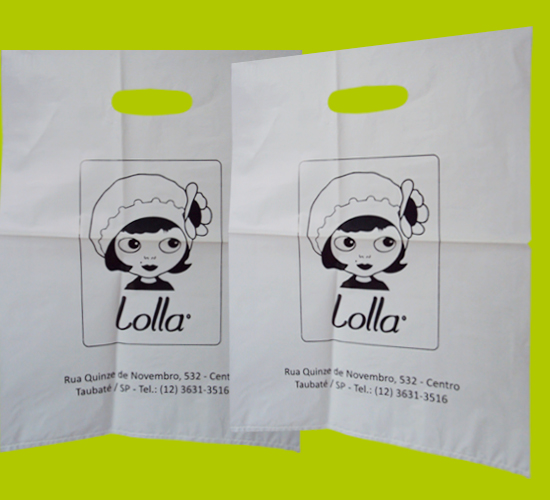 Lolla
Rua Quinze de Novembro, 532 - Cent
Taubaté / SP - Tel.: (12) 3631-3516
Lolla
Rua Quinze de Novembro, 532 - Centro
Taubaté / SP - Tel.: (12) 3631-3516